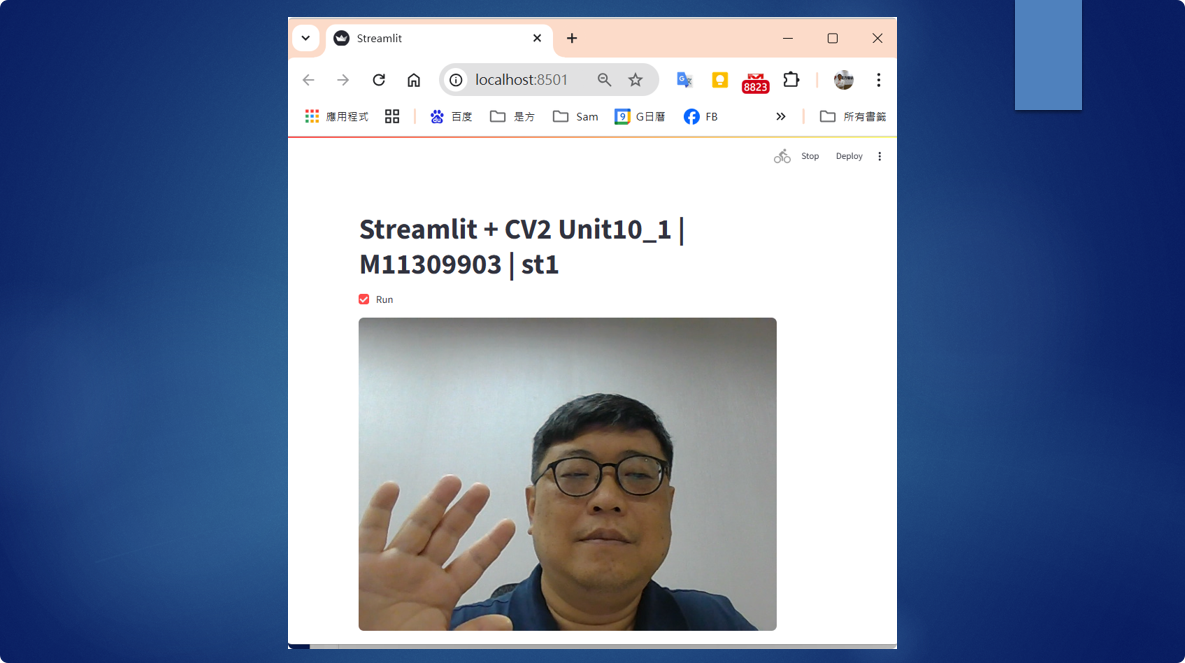 Streamlit
localhost:8501
8823
應用程式 百度 是方 Sam 9 G日曆 FB 所有書籤
Stop Deploy
Streamlit + CV2 Unit10_1 |
M11309903 | st1
Run